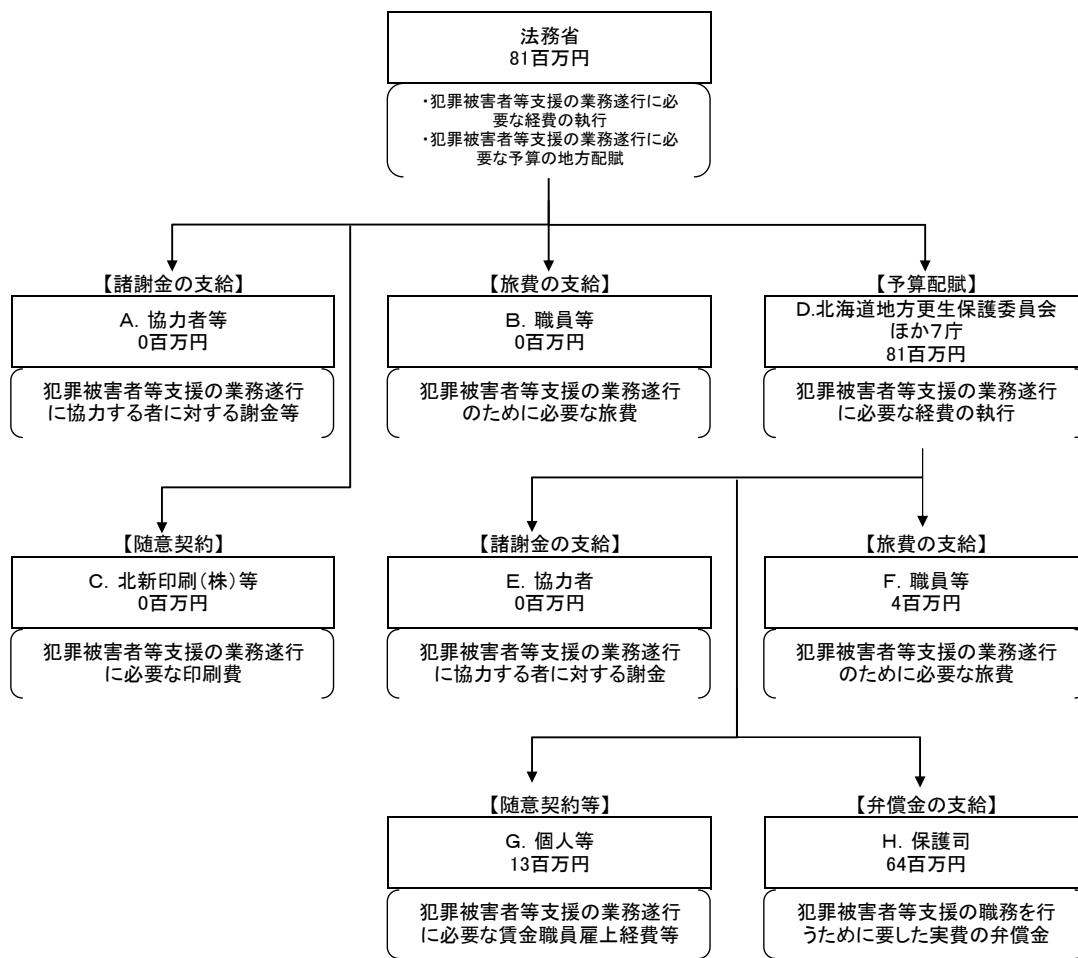 法務省
81百万円
・犯罪被害者等支援の業務遂行に必
要な経費の執行
・犯罪被害者等支援の業務遂行に必
要な予算の地方配賦
【諸謝金の支給】
A．協力者等
0百万円
犯罪被害者等支援の業務遂行
に協力する者に対する謝金等
【旅費の支給】
B．職員等
0百万円
犯罪被害者等支援の業務遂行
のために必要な旅費
【予算配賦】
D.北海道地方更生保護委員会
ほか7庁
81百万円
犯罪被害者等支援の業務遂行
に必要な経費の執行
【随意契約】
C．北新印刷（株）等
0百万円
犯罪被害者等支援の業務遂行
に必要な印刷費
【諸謝金の支給】
E．協力者
0百万円
犯罪被害者等支援の業務遂行
に協力する者に対する謝金
【旅費の支給】
F．職員等
4百万円
犯罪被害者等支援の業務遂行
のために必要な旅費
【随意契約等】
G．個人等
13百万円
犯罪被害者等支援の業務遂行
に必要な賃金職員雇上経費等
【弁償金の支給】
H．保護司
64百万円
犯罪被害者等支援の職務を行
うために要した実費の弁償金